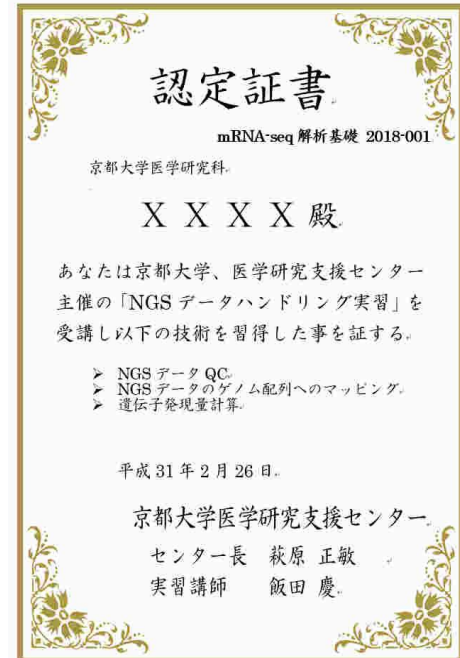 認定証書
mRNA-seq 解析基礎 2018-001
京都大学医学研究科
X X X X 殿
あなたは京都大学、医学研究支援センター
主催の「NGS データハンドリング実習」を
受講し以下の技術を習得した事を証する
➤ NGS データ QC
➤ NGS データのゲノム配列へのマッピング
➤ 遺伝子発現量計算
平成 31 年 2 月 26 日
京都大学医学研究支援センター
センター長 萩原 正敏
実習講師 飯田 慶